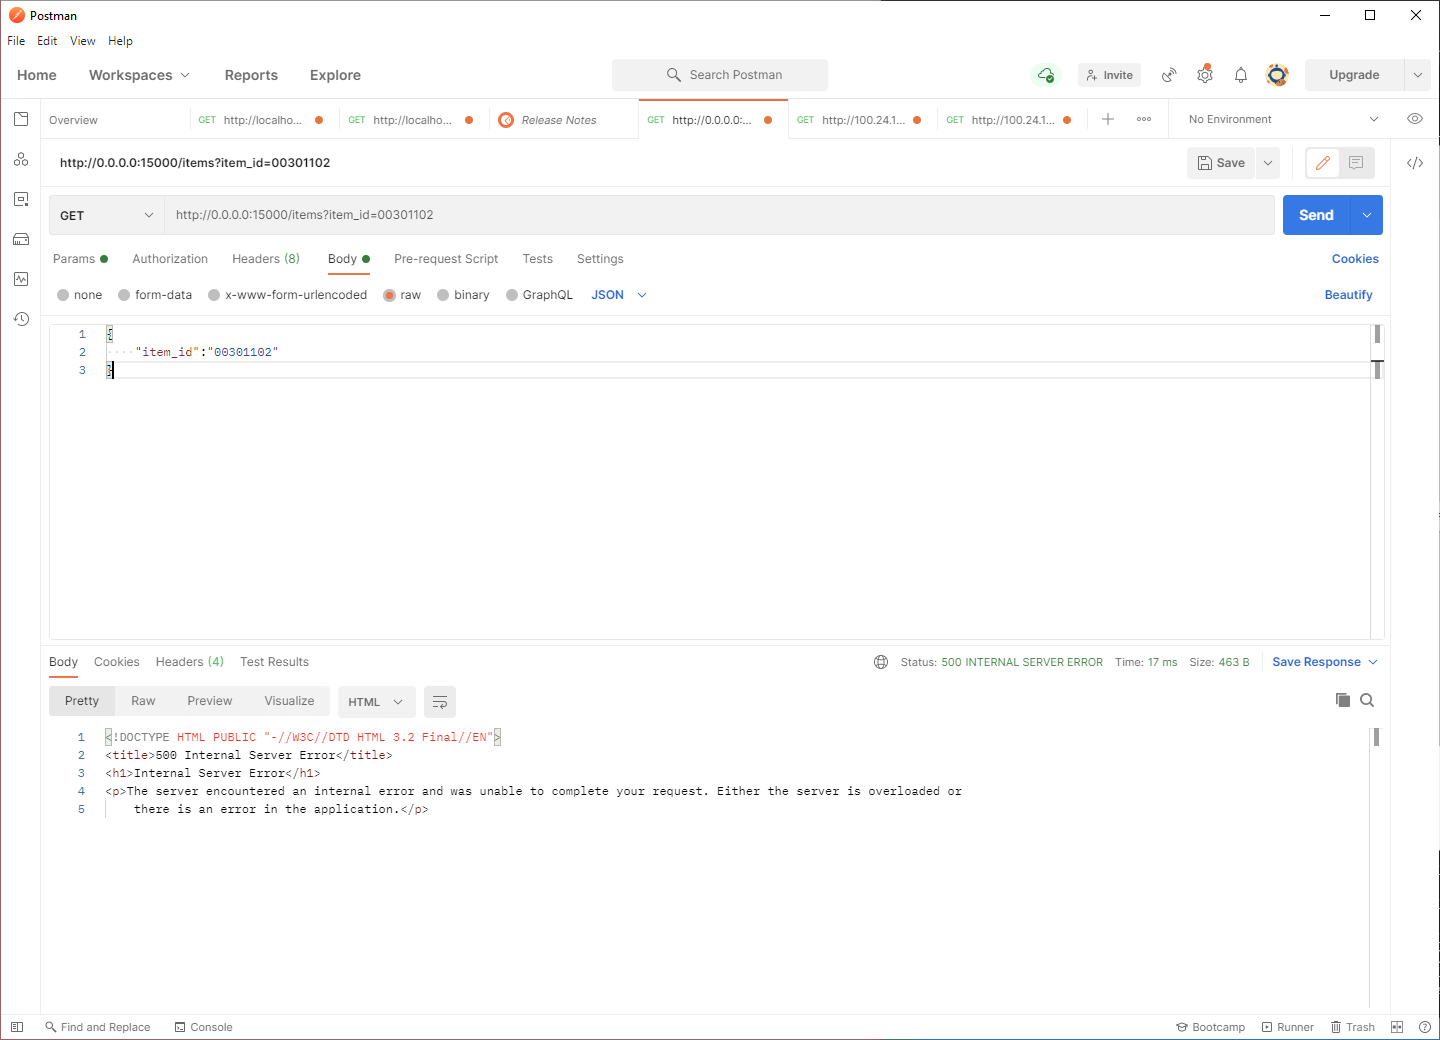 Postman
File Edit View Help
Home Workspaces Reports Explore Search Postman Invite Upgrade
Overview GET http://localho... GET http://localho... Release Notes GET http://0.0.0.0:... GET http://100.24.1... GET http://100.24.1... No Environment
http://0.0.0.0:15000/items?item_id=00301102 Save
GET http://0.0.0.0:15000/items?item_id=00301102 Send
Params Authorization Headers (8) Body Pre-request Script Tests Settings Cookies
none form-data x-www-form-urlencoded raw binary GraphQL JSON Beautify
1 {
2 "item_id":"00301102"
3 }
Body Cookies Headers (4) Test Results Status: 500 INTERNAL SERVER ERROR Time: 17 ms Size: 463 B Save Response
Pretty Raw Preview Visualize HTML
1 <!DOCTYPE HTML PUBLIC "-//W3C//DTD HTML 3.2 Final//EN">
2 <title>500 Internal Server Error</title>
3 <h1>Internal Server Error</h1>
4 <p>The server encountered an internal error and was unable to complete your request. Either the server is overloaded or
5 there is an error in the application.</p>
Find and Replace Console Bootcamp Runner Trash